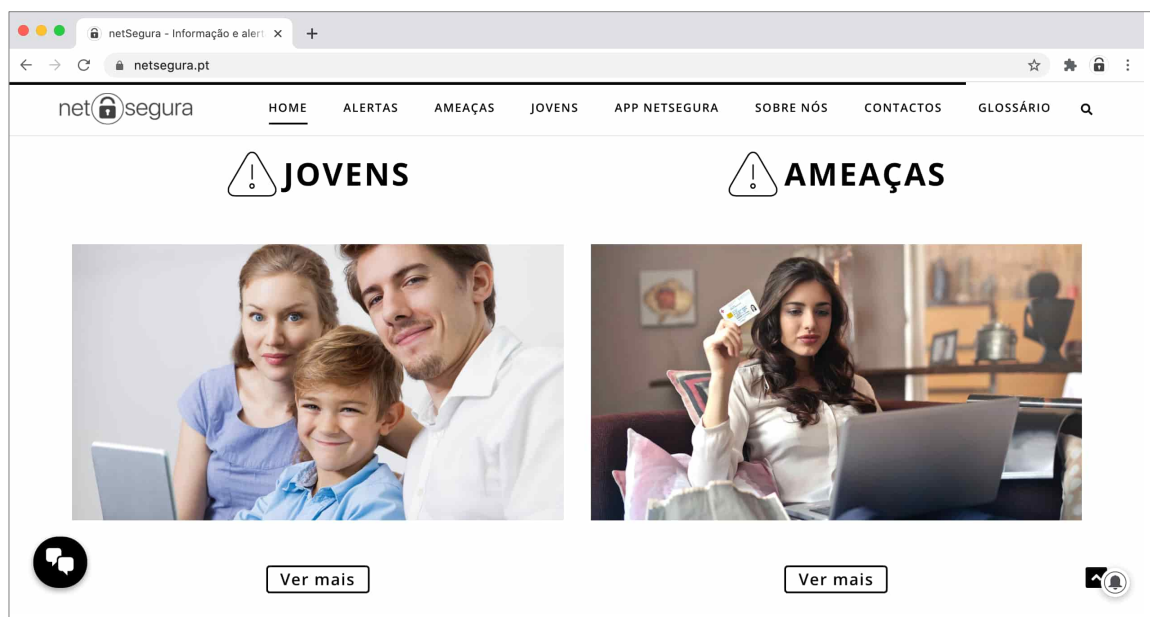 netSegura - Informação e alert
netsegura.pt
netsegura
HOME ALERTAS AMEAÇAS JOVENS APP NETSEGURA SOBRE NÓS CONTACTOS GLOSSÁRIO
JOVENS AMEAÇAS
Ver mais Ver mais